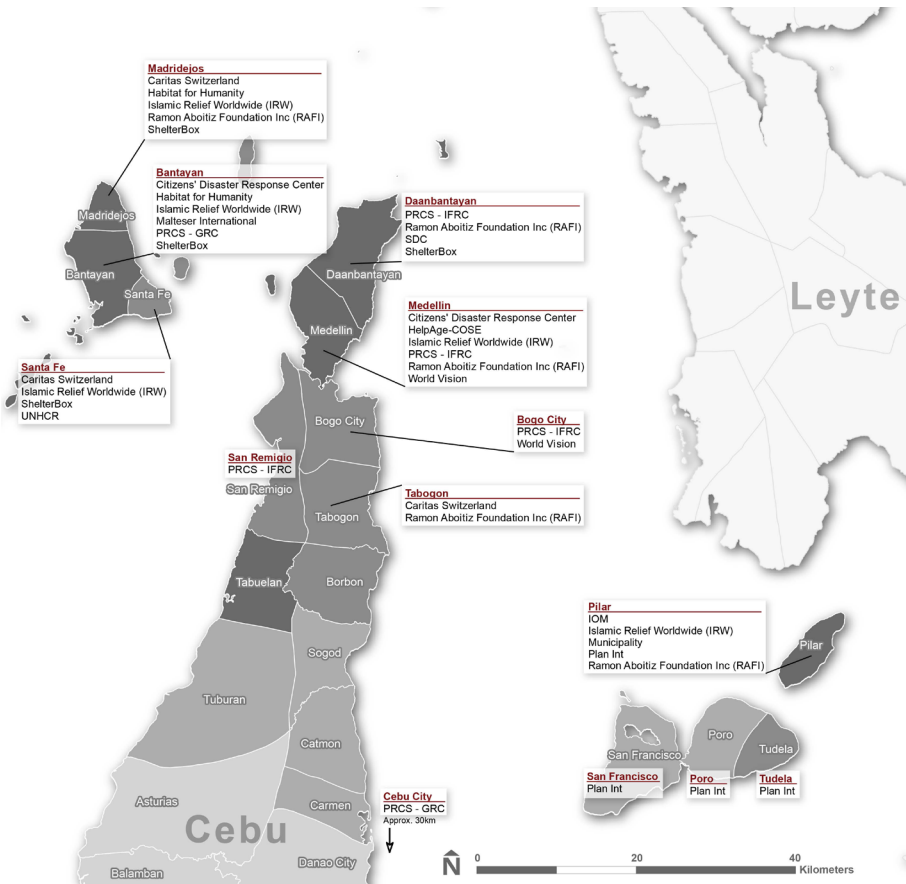 Madridejos
Caritas Switzerland
Habitat for Humanity
Islamic Relief Worldwide (IRW)
Ramon Aboitiz Foundation Inc (RAFI)
ShelterBox
Bantayan
Citizens' Disaster Response Center
Habitat for Humanity
Islamic Relief Worldwide (IRW)
Malteser International
PRCS - GRC
ShelterBox
Daanbantayan
PRCS - IFRC
Ramon Aboitiz Foundation Inc (RAFI)
SDC
ShelterBox
Madridejos
Bantayan
Santa Fe
Daanbantayan
Leyte
Medellin
Medellin
Citizens' Disaster Response Center
HelpAge-COSE
Islamic Relief Worldwide (IRW)
PRCS - IFRC
Ramon Aboitiz Foundation Inc (RAFI)
World Vision
Santa Fe
Caritas Switzerland
Islamic Relief Worldwide (IRW)
ShelterBox
UNHCR
Bogo City
Bogo City
PRCS - IFRC
World Vision
San Remigio
PRCS - IFRC
San Remigio
Tabogon
Caritas Switzerland
Ramon Aboitiz Foundation Inc (RAFI)
Tabogon
Tabuelan
Borbon
Pilar
IOM
Islamic Relief Worldwide (IRW)
Municipality
Plan Int
Ramon Aboitiz Foundation Inc (RAFI)
Pilar
Sogod
Tuburan
Catmon
Poro
San Francisco
Tudela
San Francisco
Plan Int
Poro
Plan Int
Tudela
Plan Int
Asturias
Carmen
Cebu City
PRCS - GRC
Approx. 30km
Cebu
Danao City
Balamban
N
0 20 40
Kilometers